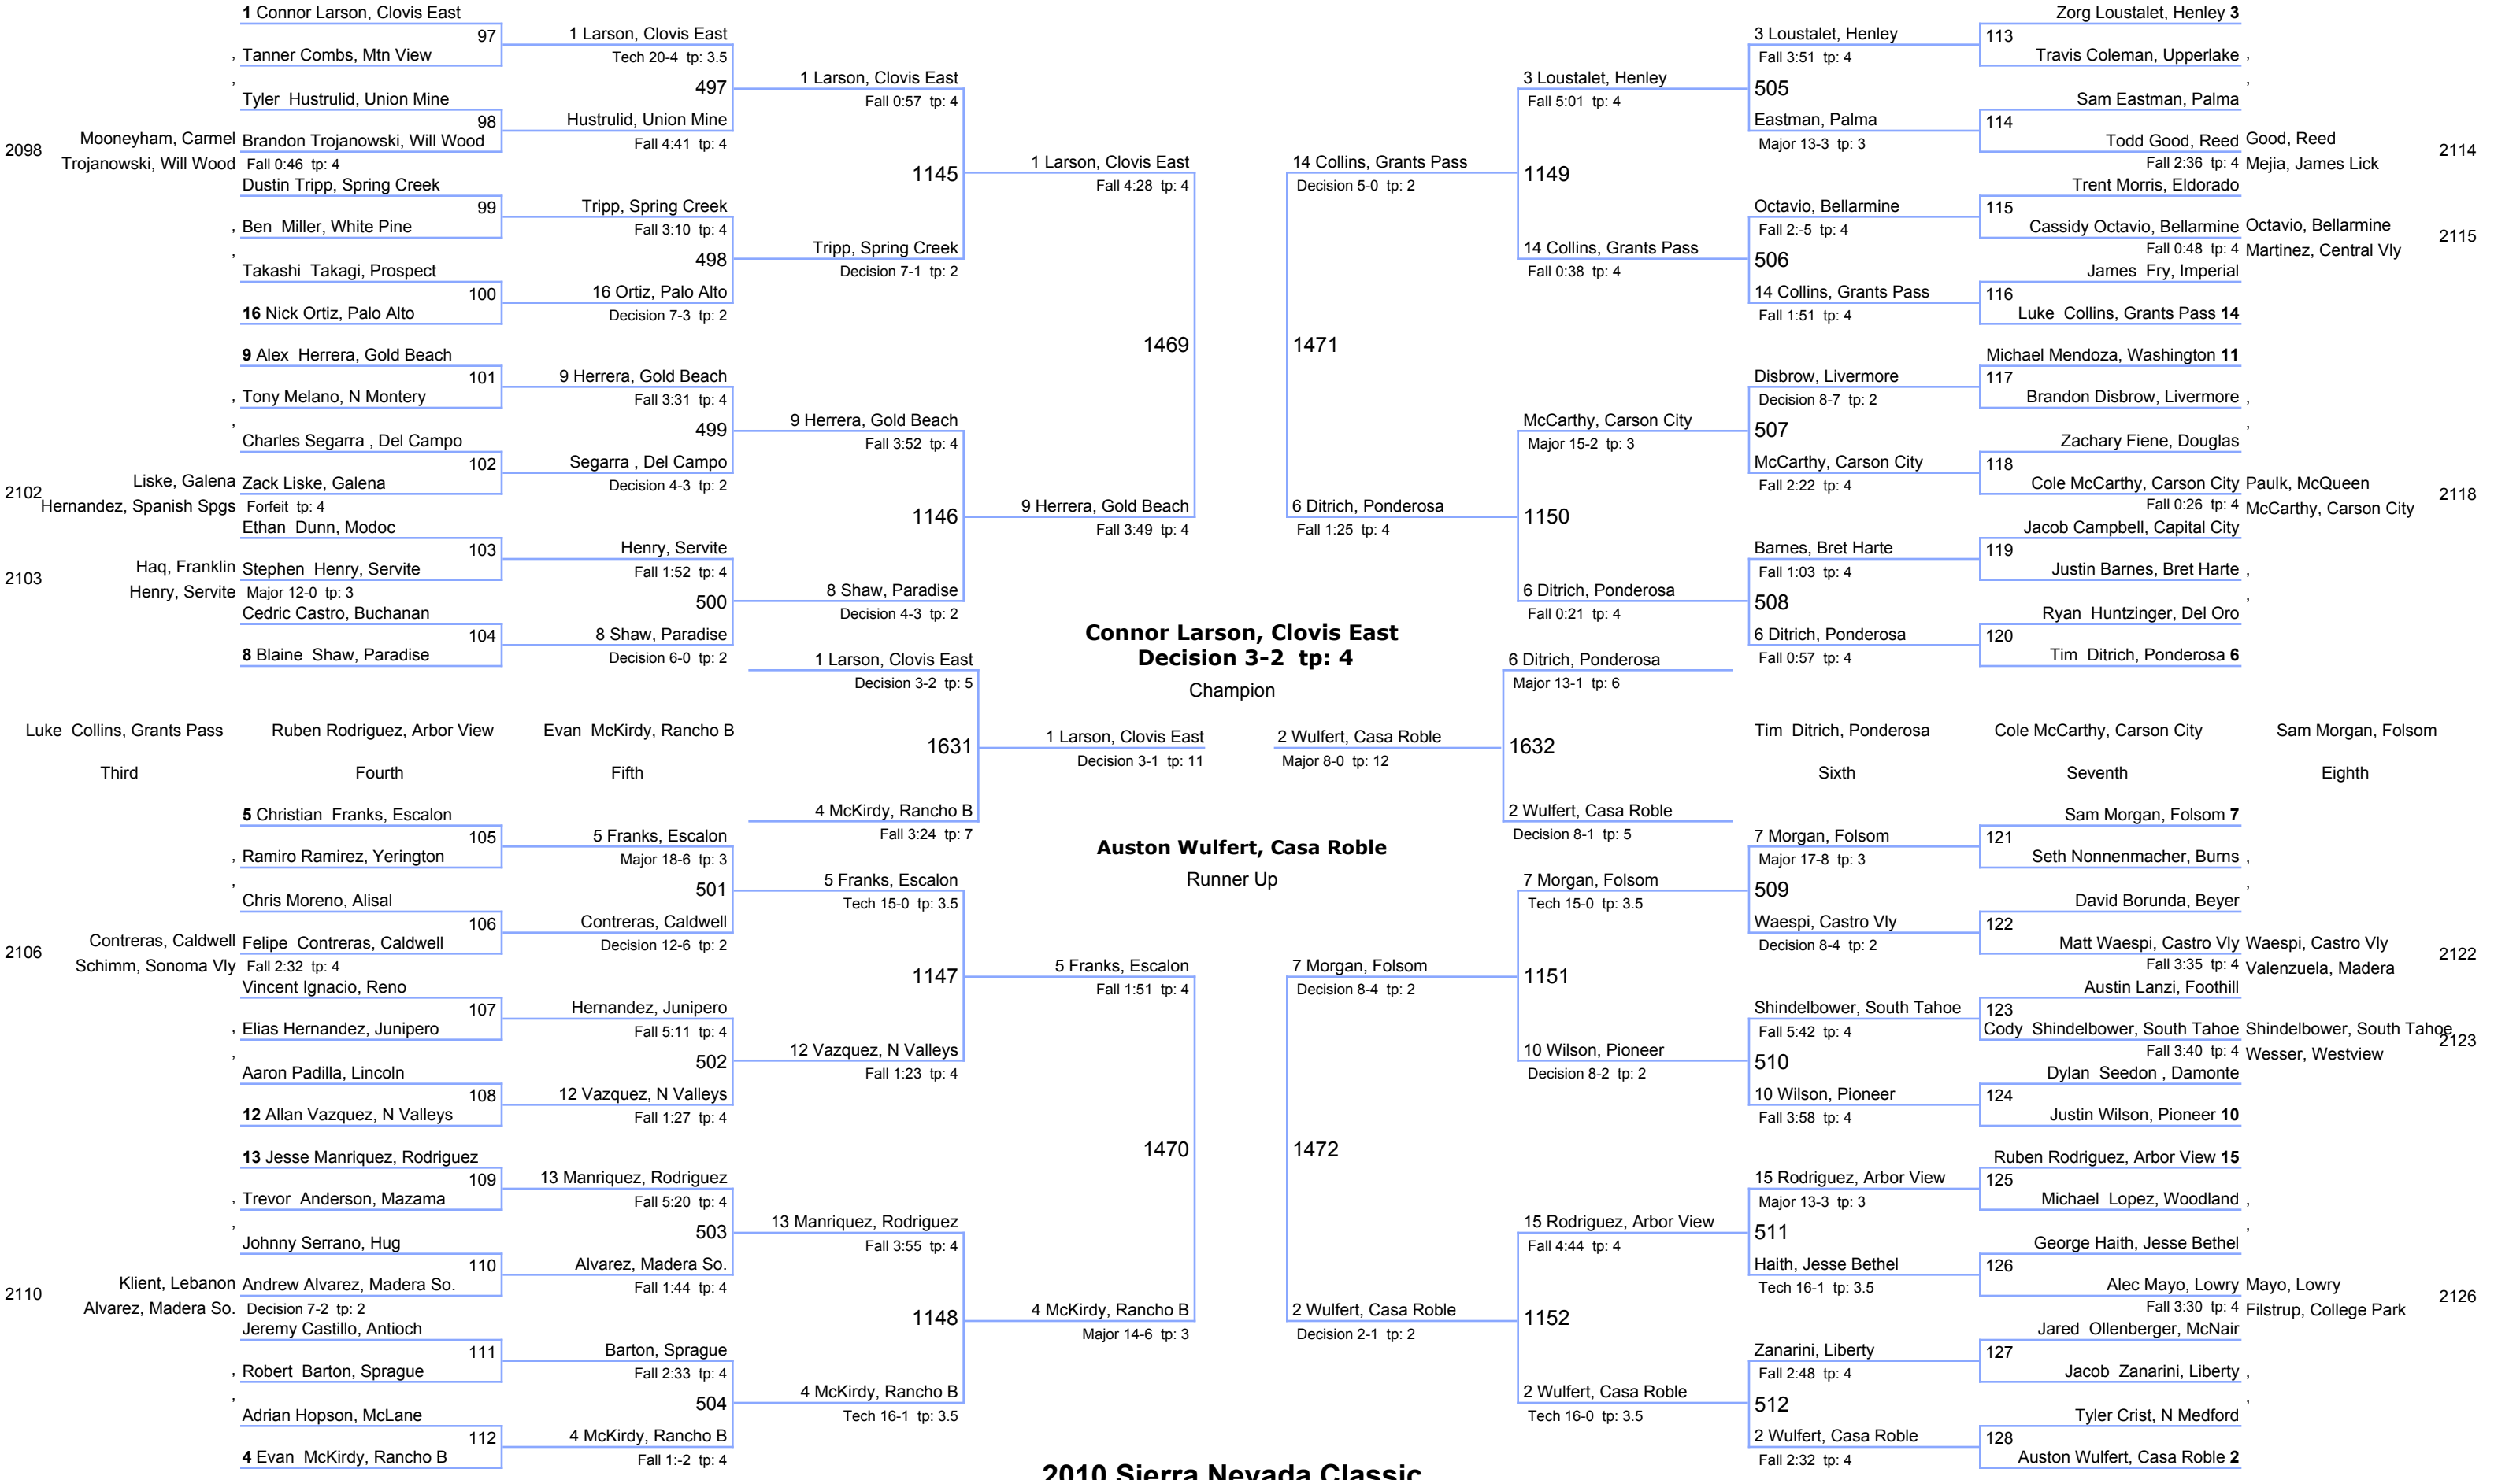 1 Connor Larson, Clovis East
97
, Tanner Combs, Mtn View
,
Tyler Hustrulid, Union Mine
98
2098
Mooneyham, Carmel
Brandon Trojanowski, Will Wood
Trojanowski, Will Wood
Fall 0:46 tp: 4
Dustin Tripp, Spring Creek
99
, Ben Miller, White Pine
,
Takashi Takagi, Prospect
100
16 Nick Ortiz, Palo Alto
9 Alex Herrera, Gold Beach
101
, Tony Melano, N Montery
,
Charles Segarra , Del Campo
102
2102
Liske, Galena
Zack Liske, Galena
Hernandez, Spanish Spgs
Forfeit tp: 4
Ethan Dunn, Modoc
103
2103
Haq, Franklin
Stephen Henry, Servite
Henry, Servite
Major 12-0 tp: 3
Cedric Castro, Buchanan
104
8 Blaine Shaw, Paradise
1 Larson, Clovis East
Tech 20-4 tp: 3.5
497
Hustrulid, Union Mine
Fall 4:41 tp: 4
Tripp, Spring Creek
Fall 3:10 tp: 4
498
16 Ortiz, Palo Alto
Decision 7-3 tp: 2
9 Herrera, Gold Beach
Fall 3:31 tp: 4
499
Segarra , Del Campo
Decision 4-3 tp: 2
Henry, Servite
Fall 1:52 tp: 4
500
8 Shaw, Paradise
Decision 6-0 tp: 2
1 Larson, Clovis East
Fall 0:57 tp: 4
1145
Tripp, Spring Creek
Decision 7-1 tp: 2
9 Herrera, Gold Beach
Fall 3:52 tp: 4
1146
8 Shaw, Paradise
Decision 4-3 tp: 2
1 Larson, Clovis East
Fall 4:28 tp: 4
1469
9 Herrera, Gold Beach
Fall 3:49 tp: 4
14 Collins, Grants Pass
Decision 5-0 tp: 2
1471
6 Ditrich, Ponderosa
Fall 1:25 tp: 4
3 Loustalet, Henley
Fall 5:01 tp: 4
1149
14 Collins, Grants Pass
Fall 0:38 tp: 4
McCarthy, Carson City
Major 15-2 tp: 3
1150
6 Ditrich, Ponderosa
Fall 0:21 tp: 4
3 Loustalet, Henley
Fall 3:51 tp: 4
505
Eastman, Palma
Major 13-3 tp: 3
Octavio, Bellarmine
Fall 2:-5 tp: 4
506
14 Collins, Grants Pass
Fall 1:51 tp: 4
Disbrow, Livermore
Decision 8-7 tp: 2
507
McCarthy, Carson City
Fall 2:22 tp: 4
Barnes, Bret Harte
Fall 1:03 tp: 4
508
6 Ditrich, Ponderosa
Fall 0:57 tp: 4
Zorg Loustalet, Henley 3
113
Travis Coleman, Upperlake ,
,
Sam Eastman, Palma
114
Todd Good, Reed
Good, Reed
2114
Fall 2:36 tp: 4
Mejia, James Lick
Trent Morris, Eldorado
115
Cassidy Octavio, Bellarmine
Octavio, Bellarmine
2115
Fall 0:48 tp: 4
Martinez, Central Vly
James Fry, Imperial
116
Luke Collins, Grants Pass 14
Michael Mendoza, Washington 11
117
Brandon Disbrow, Livermore ,
,
Zachary Fiene, Douglas
118
Cole McCarthy, Carson City
Paulk, McQueen
2118
Fall 0:26 tp: 4
McCarthy, Carson City
Jacob Campbell, Capital City
119
Justin Barnes, Bret Harte ,
,
Ryan Huntzinger, Del Oro
120
Tim Ditrich, Ponderosa 6
Connor Larson, Clovis East
Decision 3-2 tp: 4
Champion
1 Larson, Clovis East
Decision 3-2 tp: 5
1631
4 McKirdy, Rancho B
Fall 3:24 tp: 7
1 Larson, Clovis East
Decision 3-1 tp: 11
2 Wulfert, Casa Roble
Major 8-0 tp: 12
6 Ditrich, Ponderosa
Major 13-1 tp: 6
1632
2 Wulfert, Casa Roble
Decision 8-1 tp: 5
Luke Collins, Grants Pass
Third
Ruben Rodriguez, Arbor View
Fourth
Evan McKirdy, Rancho B
Fifth
Tim Ditrich, Ponderosa
Sixth
Cole McCarthy, Carson City
Seventh
Sam Morgan, Folsom
Eighth
Auston Wulfert, Casa Roble
Runner Up
5 Christian Franks, Escalon
105
, Ramiro Ramirez, Yerington
,
Chris Moreno, Alisal
106
2106
Contreras, Caldwell
Felipe Contreras, Caldwell
Schimm, Sonoma Vly
Fall 2:32 tp: 4
Vincent Ignacio, Reno
107
, Elias Hernandez, Junipero
,
Aaron Padilla, Lincoln
108
12 Allan Vazquez, N Valleys
13 Jesse Manriquez, Rodriguez
109
, Trevor Anderson, Mazama
,
Johnny Serrano, Hug
110
2110
Klient, Lebanon
Andrew Alvarez, Madera So.
Alvarez, Madera So.
Decision 7-2 tp: 2
Jeremy Castillo, Antioch
111
, Robert Barton, Sprague
,
Adrian Hopson, McLane
112
4 Evan McKirdy, Rancho B
5 Franks, Escalon
Major 18-6 tp: 3
501
Contreras, Caldwell
Decision 12-6 tp: 2
Hernandez, Junipero
Fall 5:11 tp: 4
502
12 Vazquez, N Valleys
Fall 1:27 tp: 4
13 Manriquez, Rodriguez
Fall 5:20 tp: 4
503
Alvarez, Madera So.
Fall 1:44 tp: 4
Barton, Sprague
Fall 2:33 tp: 4
504
4 McKirdy, Rancho B
Fall 1:-2 tp: 4
5 Franks, Escalon
Tech 15-0 tp: 3.5
1147
12 Vazquez, N Valleys
Fall 1:23 tp: 4
13 Manriquez, Rodriguez
Fall 3:55 tp: 4
1148
4 McKirdy, Rancho B
Tech 16-1 tp: 3.5
5 Franks, Escalon
Fall 1:51 tp: 4
1470
4 McKirdy, Rancho B
Major 14-6 tp: 3
7 Morgan, Folsom
Decision 8-4 tp: 2
1472
2 Wulfert, Casa Roble
Decision 2-1 tp: 2
7 Morgan, Folsom
Tech 15-0 tp: 3.5
1151
10 Wilson, Pioneer
Decision 8-2 tp: 2
15 Rodriguez, Arbor View
Fall 4:44 tp: 4
1152
2 Wulfert, Casa Roble
Tech 16-0 tp: 3.5
7 Morgan, Folsom
Major 17-8 tp: 3
509
Waespi, Castro Vly
Decision 8-4 tp: 2
Shindelbower, South Tahoe
Fall 5:42 tp: 4
510
10 Wilson, Pioneer
Fall 3:58 tp: 4
15 Rodriguez, Arbor View
Major 13-3 tp: 3
511
Haith, Jesse Bethel
Tech 16-1 tp: 3.5
Zanarini, Liberty
Fall 2:48 tp: 4
512
2 Wulfert, Casa Roble
Fall 2:32 tp: 4
Sam Morgan, Folsom 7
121
Seth Nonnenmacher, Burns ,
,
David Borunda, Beyer
122
Matt Waespi, Castro Vly
Waespi, Castro Vly
2122
Fall 3:35 tp: 4
Valenzuela, Madera
Austin Lanzi, Foothill
123
Cody Shindelbower, South Tahoe
Shindelbower, South Tahoe
2123
Fall 3:40 tp: 4
Wesser, Westview
Dylan Seedon , Damonte
124
Justin Wilson, Pioneer 10
Ruben Rodriguez, Arbor View 15
125
Michael Lopez, Woodland ,
,
George Haith, Jesse Bethel
126
Alec Mayo, Lowry
Mayo, Lowry
2126
Fall 3:30 tp: 4
Filstrup, College Park
Jared Ollenberger, McNair
127
Jacob Zanarini, Liberty ,
,
Tyler Crist, N Medford
128
Auston Wulfert, Casa Roble 2
2010 Sierra Nevada Classic